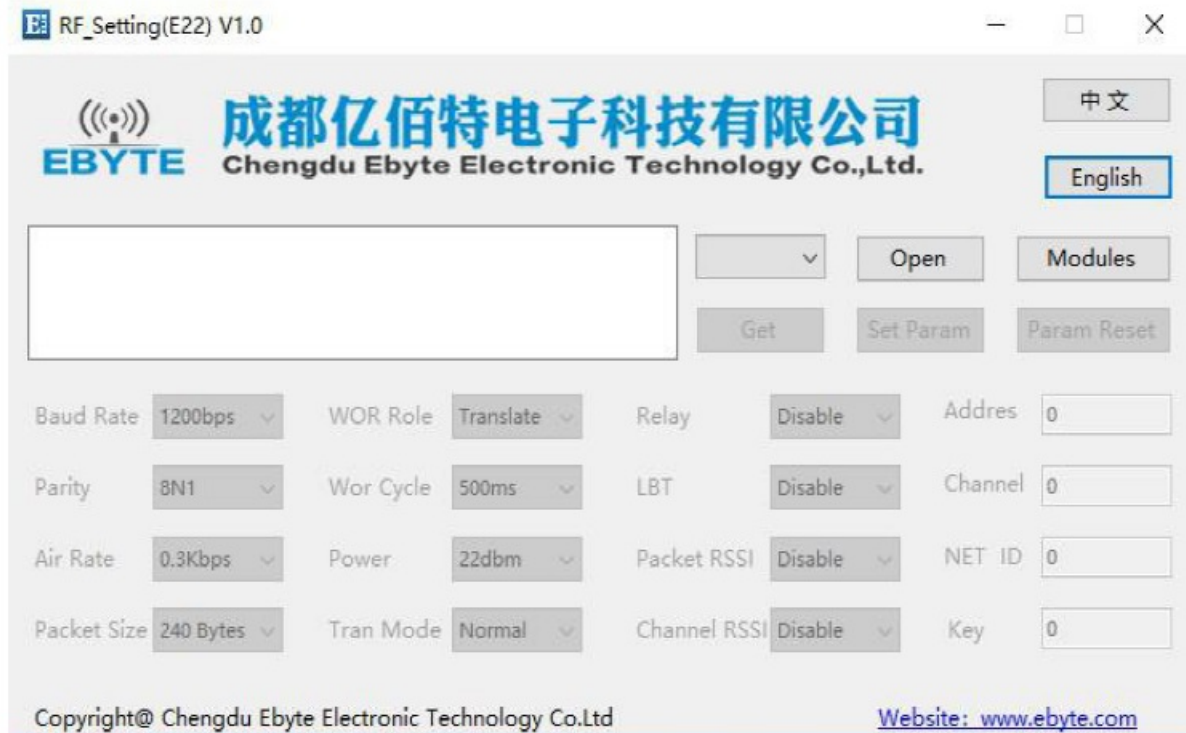 RF_Setting(E22) V1.0
EBYTE
成都亿佰特电子科技有限公司
Chengdu Ebyte Electronic Technology Co.,Ltd.
中文
English
Open
Modules
Get
Set Param
Param Reset
Baud Rate 1200bps WOR Role Translate Relay Disable Addres 0
Parity 8N1 Wor Cycle 500ms LBT Disable Channel 0
Air Rate 0.3Kbps Power 22dbm Packet RSSI Disable NET ID 0
Packet Size 240 Bytes Tran Mode Normal Channel RSSI Disable Key 0
Copyright@ Chengdu Ebyte Electronic Technology Co.Ltd Website: www.ebyte.com